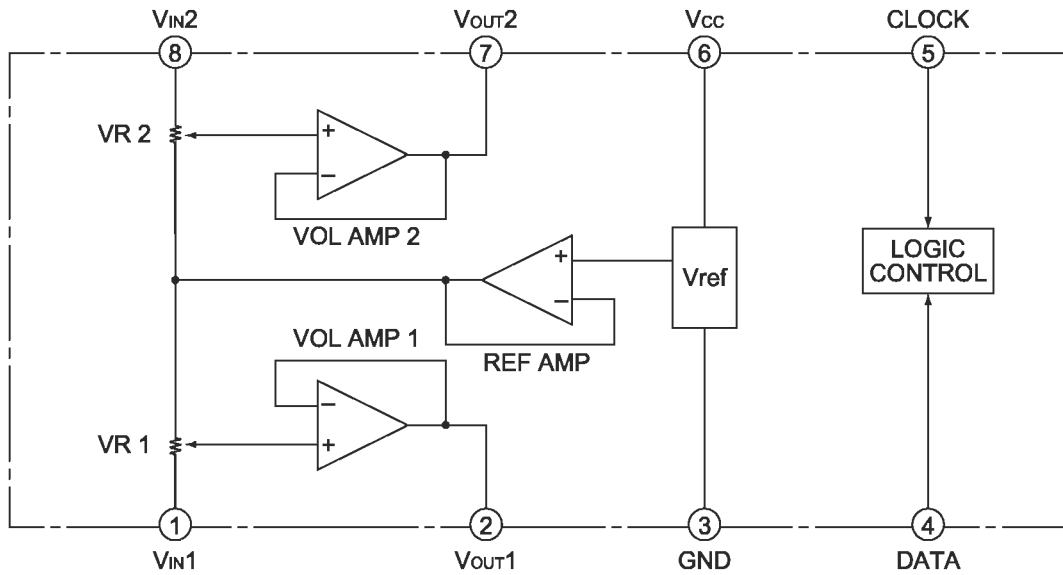 VIN2 VOUT2 VCC CLOCK
8 7 6 5
VR 2
+
−
VOL AMP 2
+
−
Vref
LOGIC
CONTROL
VOL AMP 1
REF AMP
−
+
VR 1
1 2 3 4
VIN1 VOUT1 GND DATA